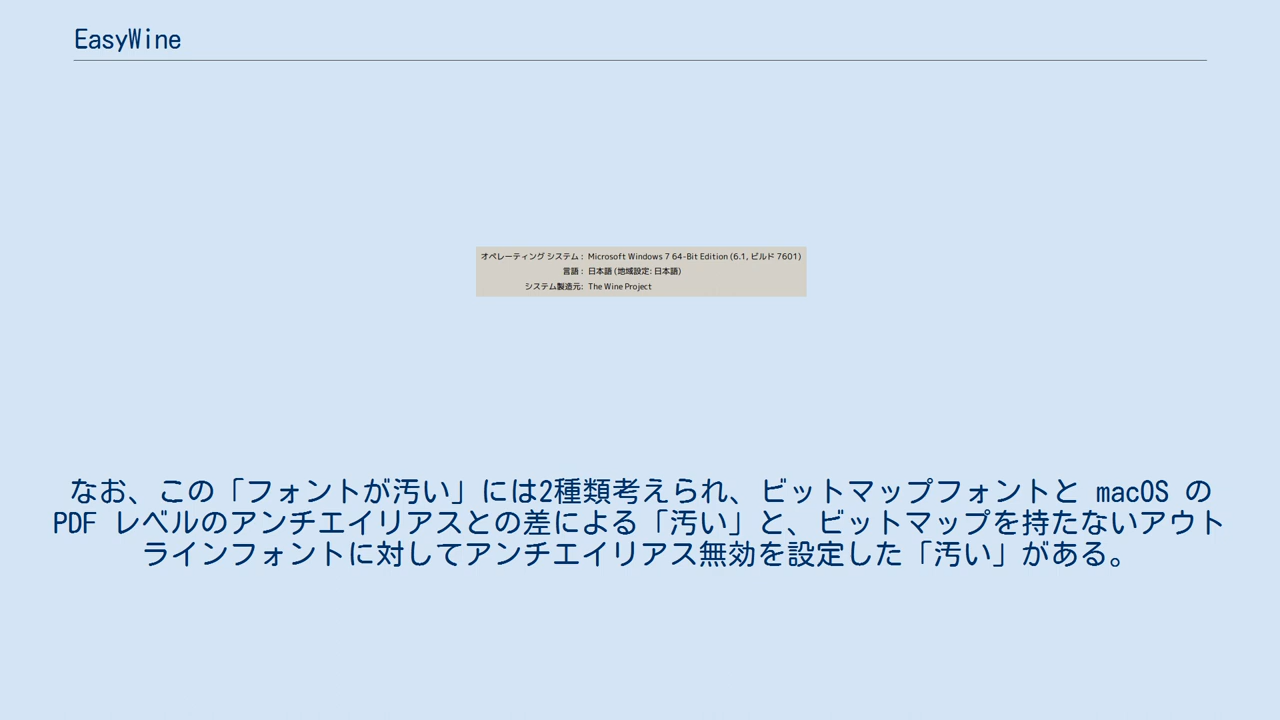 EasyWine
オペレーティング システム : Microsoft Windows 7 64-Bit Edition (6.1, ビルド 7601)
言語 : 日本語 (地域設定: 日本語)
システム製造元: The Wine Project
なお、この「フォントが汚い」には2種類考えられ、ビットマップフォントと macOS の
PDF レベルのアンチエイリアスとの差による「汚い」と、ビットマップを持たないアウト
ラインフォントに対してアンチエイリアス無効を設定した「汚い」がある。